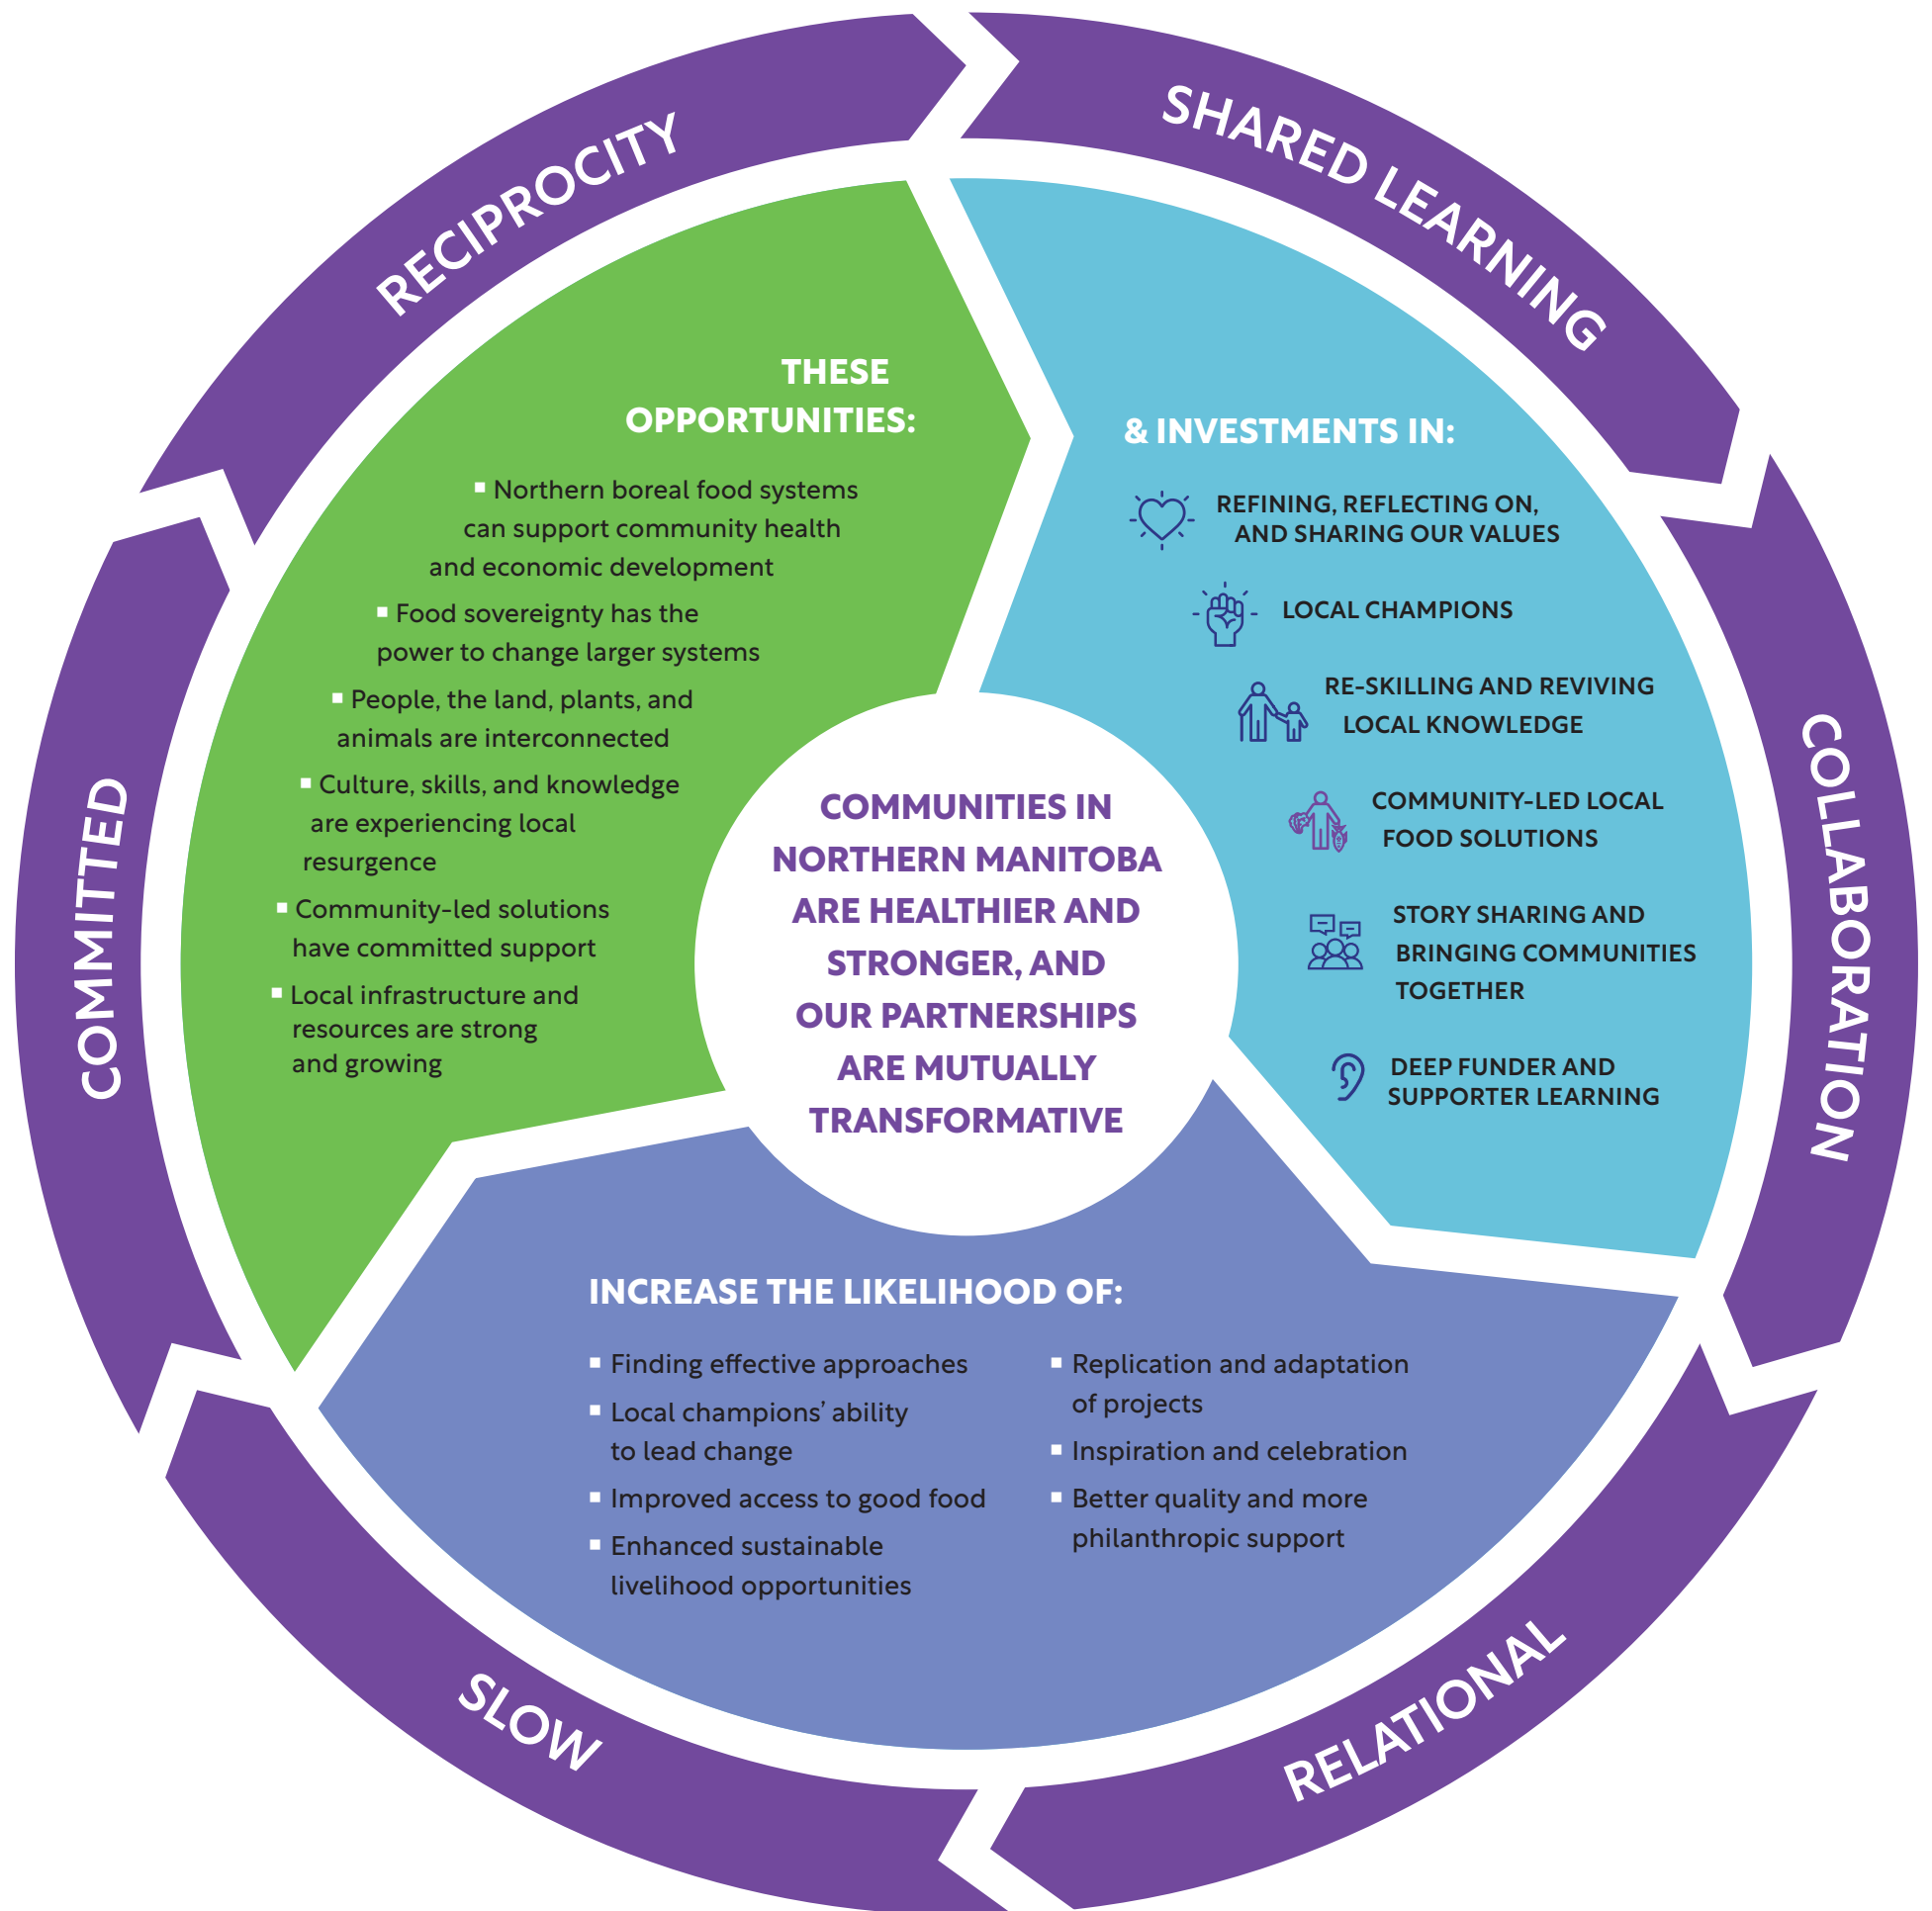 RECIPROCITY
SHARED LEARNING
COLLABORATION
RELATIONAL
SLOW
COMMITTED
THESE
OPPORTUNITIES:
▪ Northern boreal food systems
can support community health
and economic development
▪ Food sovereignty has the
power to change larger systems
▪ People, the land, plants, and
animals are interconnected
▪ Culture, skills, and knowledge
are experiencing local
resurgence
▪ Community-led solutions
have committed support
▪ Local infrastructure and
resources are strong
and growing
& INVESTMENTS IN:
REFINING, REFLECTING ON,
AND SHARING OUR VALUES
LOCAL CHAMPIONS
RE-SKILLING AND REVIVING
LOCAL KNOWLEDGE
COMMUNITY-LED LOCAL
FOOD SOLUTIONS
STORY SHARING AND
BRINGING COMMUNITIES
TOGETHER
DEEP FUNDER AND
SUPPORTER LEARNING
COMMUNITIES IN
NORTHERN MANITOBA
ARE HEALTHIER AND
STRONGER, AND
OUR PARTNERSHIPS
ARE MUTUALLY
TRANSFORMATIVE
INCREASE THE LIKELIHOOD OF:
▪ Finding effective approaches
▪ Local champions’ ability
to lead change
▪ Improved access to good food
▪ Enhanced sustainable
livelihood opportunities
▪ Replication and adaptation
of projects
▪ Inspiration and celebration
▪ Better quality and more
philanthropic support